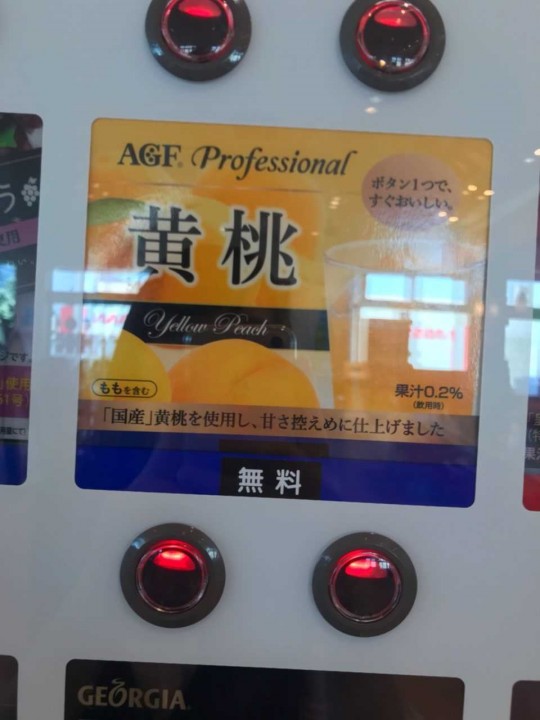 AGF® Professional
ボタン1つで、
すぐおいしい。
黄桃
Yellow Peach
ももを含む
果汁0.2%
(飲用時)
「国産」黄桃を使用し、甘さ控えめに仕上げました
無料
GEORGIA
です。